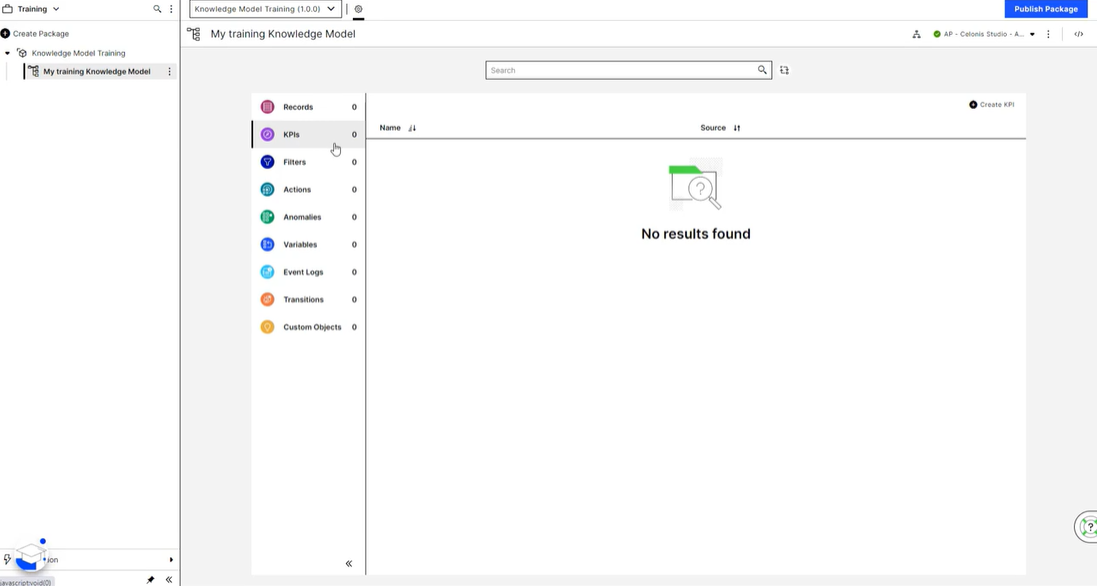 Training
Knowledge Model Training (1.0.0)
Publish Package
Create Package
My training Knowledge Model
AP - Celonis Studio - A...
Knowledge Model Training
My training Knowledge Model
Search
Records 0
Create KPI
KPIs 0
Name
Source
Filters 0
Actions 0
Anomalies 0
No results found
Variables 0
Event Logs 0
Transitions 0
Custom Objects 0
ion
javascript:void(0)